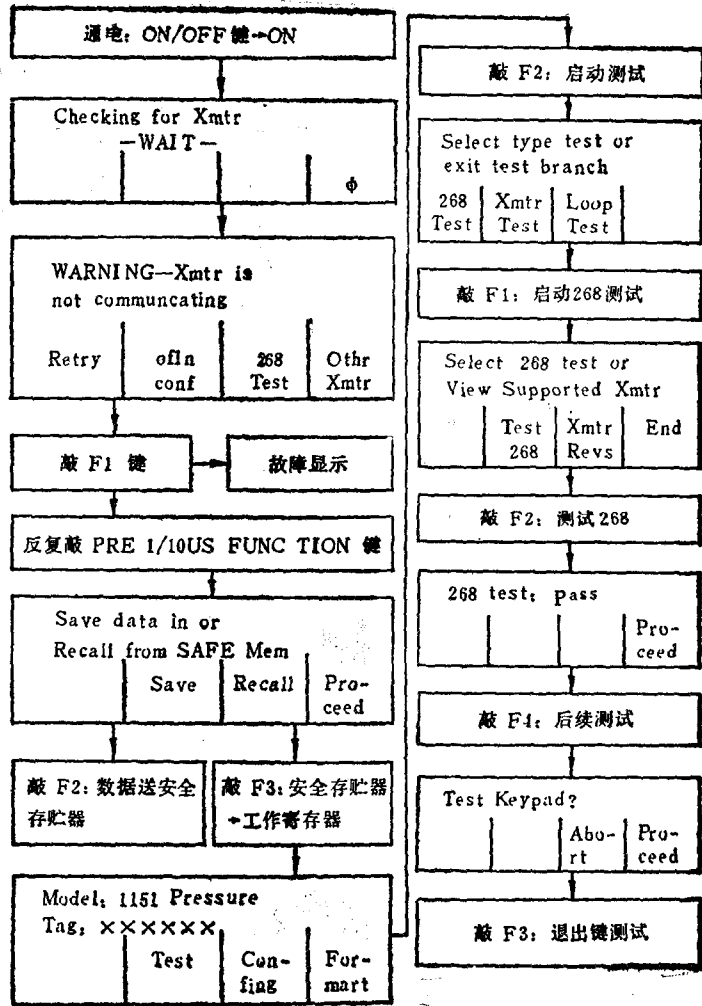 通电：ON/OFF 键→ON
Checking for Xmtr
—WAIT—
ϕ
WARNING—Xmtr is
not communcating
Retry
ofln
conf
268
Test
Othr
Xmtr
敲 F1 键
故障显示
反复敲 PRE 1/10US FUNC TION 键
Save data in or
Recall from SAFE Mem
Save
Recall
Pro-
ceed
敲 F2：数据送安全
存贮器
敲 F3：安全存贮器
→工作寄存器
Model: 1151 Pressure
Tag: ××××××
Test
Con-
fing
For-
mart
敲 F2：启动测试
Select type test or
exit test branch
268
Test
Xmtr
Test
Loop
Test
敲 F1：启动268测试
Select 268 test or
View Supported Xmtr
Test
268
Xmtr
Revs
End
敲 F2：测试268
268 test: pass
Pro-
ceed
敲 F4：后续测试
Test Keypad?
Abo-
rt
Pro-
ceed
敲 F3：退出键测试